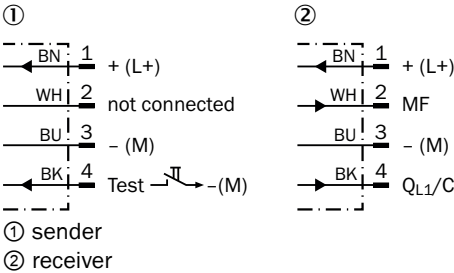 ① ②
BN 1 + (L+) BN 1 + (L+)
WH 2 not connected WH 2 MF
BU 3 – (M) BU 3 – (M)
BK 4 Test –(M) BK 4 QL1/C
① sender
② receiver